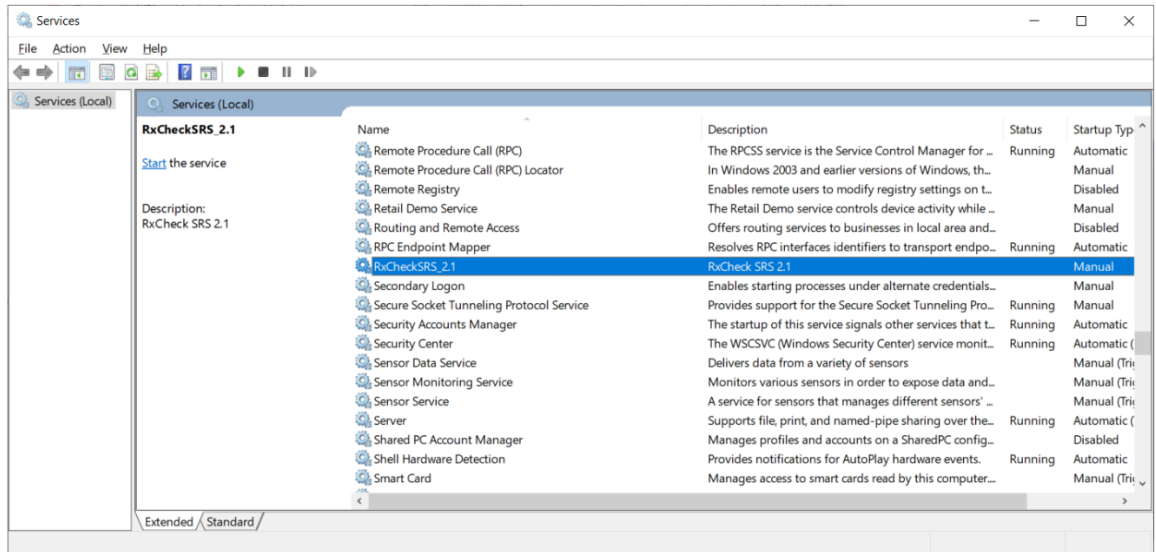 Services
File Action View Help
Services (Local)
Services (Local)
RxCheckSRS_2.1
Start the service
Description:
RxCheck SRS 2.1
Name Description Status Startup Typ
Remote Procedure Call (RPC) The RPCSS service is the Service Control Manager for ... Running Automatic
Remote Procedure Call (RPC) Locator In Windows 2003 and earlier versions of Windows, th... Manual
Remote Registry Enables remote users to modify registry settings on t... Disabled
Retail Demo Service The Retail Demo service controls device activity while ... Manual
Routing and Remote Access Offers routing services to businesses in local area and... Disabled
RPC Endpoint Mapper Resolves RPC interfaces identifiers to transport endpo... Running Automatic
RxCheckSRS_2.1 RxCheck SRS 2.1 Manual
Secondary Logon Enables starting processes under alternate credentials... Manual
Secure Socket Tunneling Protocol Service Provides support for the Secure Socket Tunneling Pro... Running Manual
Security Accounts Manager The startup of this service signals other services that t... Running Automatic
Security Center The WSCSVC (Windows Security Center) service monit... Running Automatic (
Sensor Data Service Delivers data from a variety of sensors Manual (Trig
Sensor Monitoring Service Monitors various sensors in order to expose data and... Manual (Trig
Sensor Service A service for sensors that manages different sensors' ... Manual (Trig
Server Supports file, print, and named-pipe sharing over the... Running Automatic (
Shared PC Account Manager Manages profiles and accounts on a SharedPC config... Disabled
Shell Hardware Detection Provides notifications for AutoPlay hardware events. Running Automatic
Smart Card Manages access to smart cards read by this computer.... Manual (Trig
Extended Standard